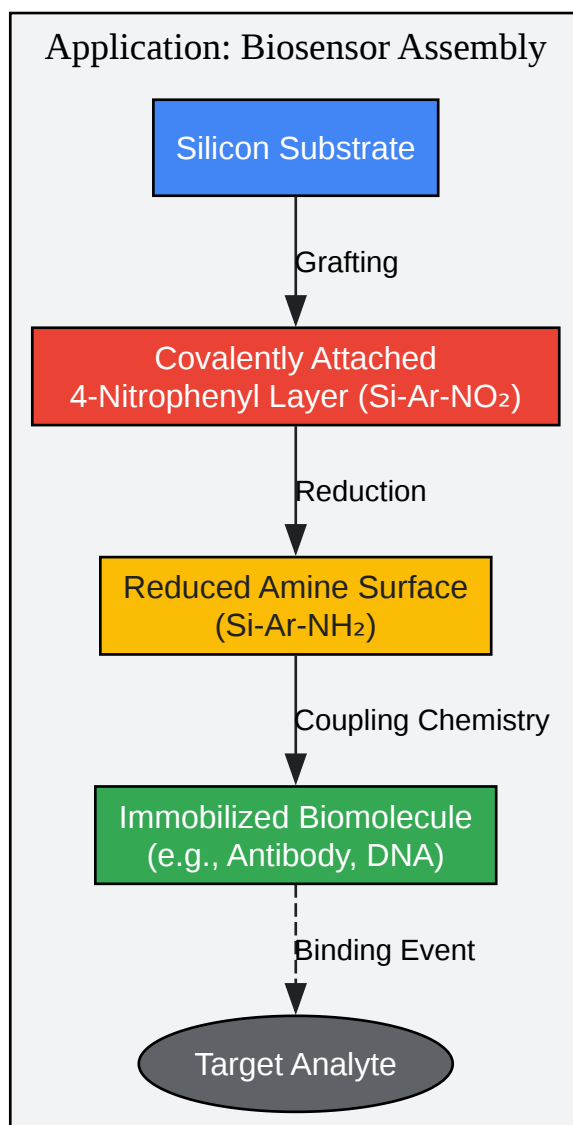 Application: Biosensor Assembly
Silicon Substrate
Grafting
Covalently Attached
4-Nitrophenyl Layer (Si-Ar-NO₂)
Reduction
Reduced Amine Surface
(Si-Ar-NH₂)
Coupling Chemistry
Immobilized Biomolecule
(e.g., Antibody, DNA)
Binding Event
Target Analyte